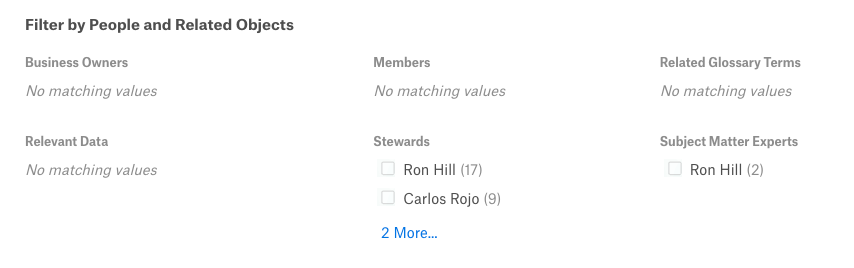 Filter by People and Related Objects
Business Owners
No matching values
Members
No matching values
Related Glossary Terms
No matching values
Relevant Data
No matching values
Stewards
Ron Hill (17)
Carlos Rojo (9)
2 More...
Subject Matter Experts
Ron Hill (2)